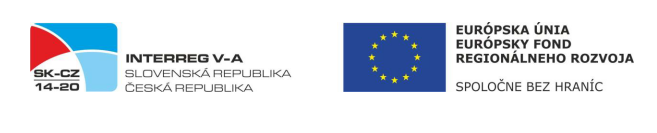 SK-CZ
14-20
INTERREG V-A
SLOVENSKÁ REPUBLIKA
ČESKÁ REPUBLIKA
EURÓPSKA ÚNIA
EURÓPSKY FOND
REGIONÁLNEHO ROZVOJA
SPOLOČNE BEZ HRANÍC